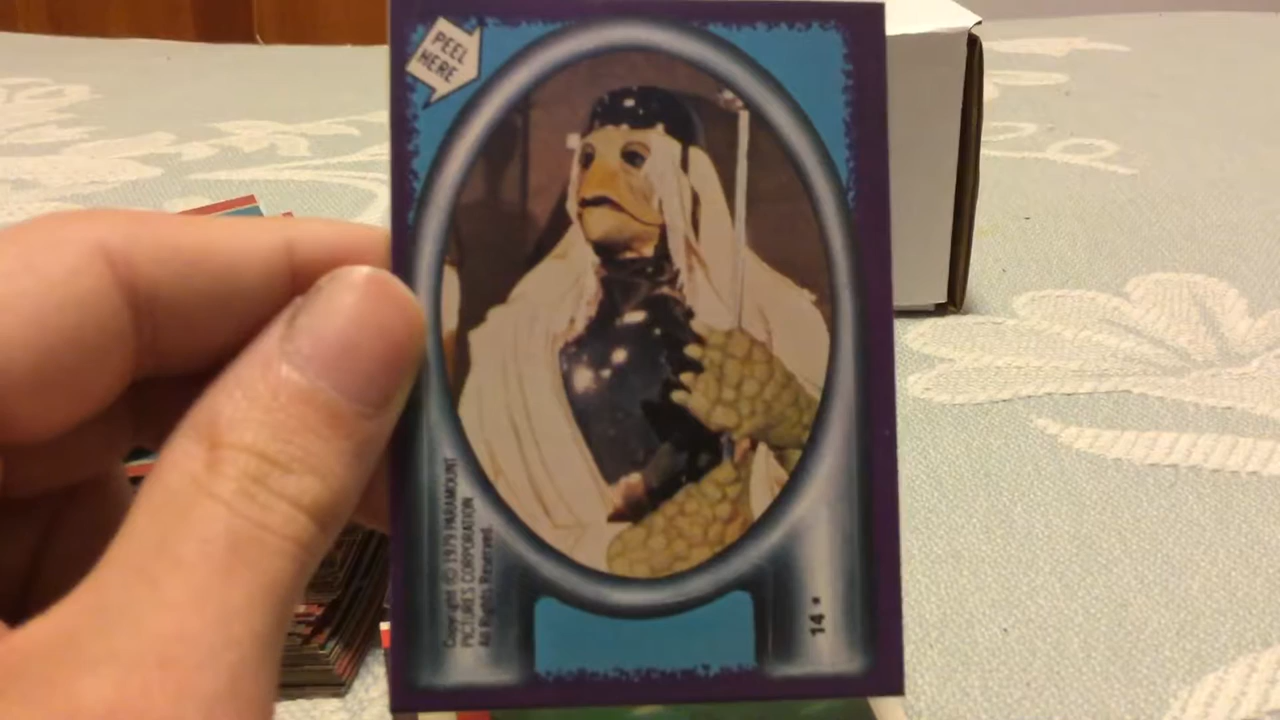 PEEL
HERE
Copyright © 1979 PARAMOUNT
PICTURES CORPORATION
All Rights Reserved.
14 *